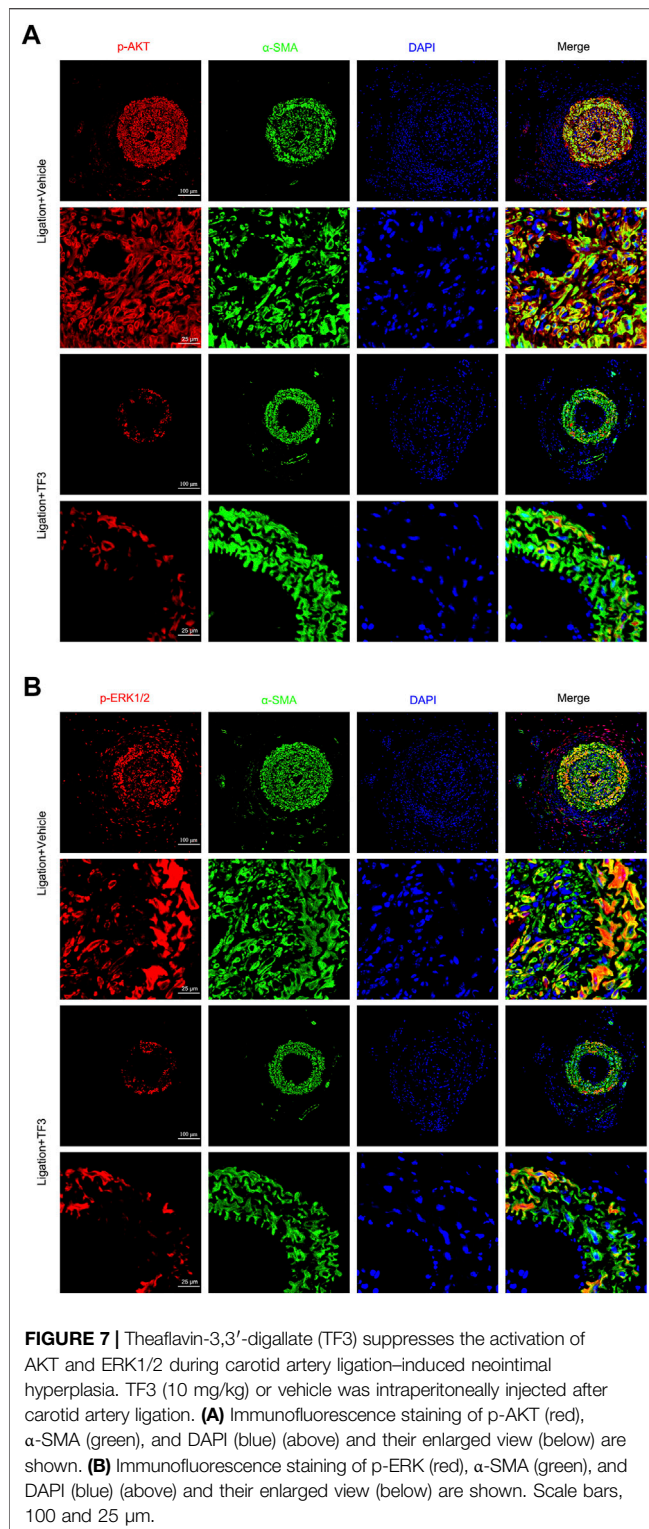 A
p-AKT α-SMA DAPI Merge
Ligation+Vehicle
100 µm
25 µm
Ligation+TF3
100 µm
25 µm
B
p-ERK1/2 α-SMA DAPI Merge
Ligation+Vehicle
100 µm
25 µm
Ligation+TF3
100 µm
25 µm
FIGURE 7 | Theaflavin-3,3′-digallate (TF3) suppresses the activation of
AKT and ERK1/2 during carotid artery ligation–induced neointimal
hyperplasia. TF3 (10 mg/kg) or vehicle was intraperitoneally injected after
carotid artery ligation. (A) Immunofluorescence staining of p-AKT (red),
α-SMA (green), and DAPI (blue) (above) and their enlarged view (below) are
shown. (B) Immunofluorescence staining of p-ERK (red), α-SMA (green), and
DAPI (blue) (above) and their enlarged view (below) are shown. Scale bars,
100 and 25 µm.